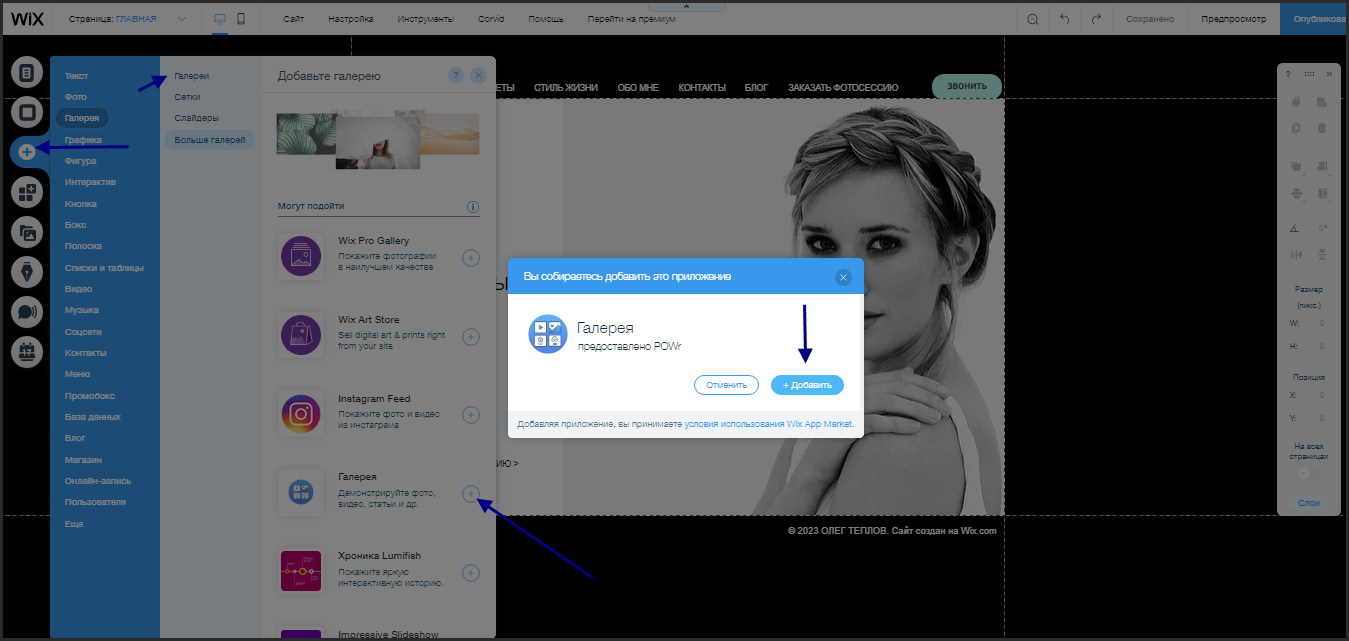 WIX
Страница: ГЛАВНАЯ
Сайт
Настройка
Инструменты
Corvid
Помощь
Перейти на премиум
Сохранено
Предпросмотр
Опубликова
Текст
Фото
Галерея
Графика
Фигура
Интерактив
Кнопка
Бокс
Полоска
Списки и таблицы
Видео
Музыка
Соцсети
Контакты
Меню
Промобокс
База данных
Блог
Магазин
Онлайн-запись
Пользователи
Еще
Галереи
Сетки
Слайдеры
Больше галерей
Добавьте галерею
?
Могут подойти
Wix Pro Gallery
Покажите фотографии
в наилучшем качестве
Wix Art Store
Sell digital art & prints right
from your site
Instagram Feed
Покажите фото и видео
из инстаграма
Галерея
Демонстрируйте фото,
видео, статьи и др.
Хроника Lumifish
Покажите яркую
интерактивную историю.
Impressive Slideshow
ЕТЫ
СТИЛЬ ЖИЗНИ
ОБО МНЕ
КОНТАКТЫ
БЛОГ
ЗАКАЗАТЬ ФОТОСЕССИЮ
ЗВОНИТЬ
Вы собираетесь добавить это приложение
Галерея
предоставлено POWr
Отменить
+ Добавить
Добавляя приложение, вы принимаете условия использования Wix App Market.
ИЮ >
© 2023 ОЛЕГ ТЕПЛОВ. Сайт создан на Wix.com
?
0°
Размер
(пикс.)
W: 0
H: 0
Позиция
X: 0
Y: 0
На всех
страницах
Слои